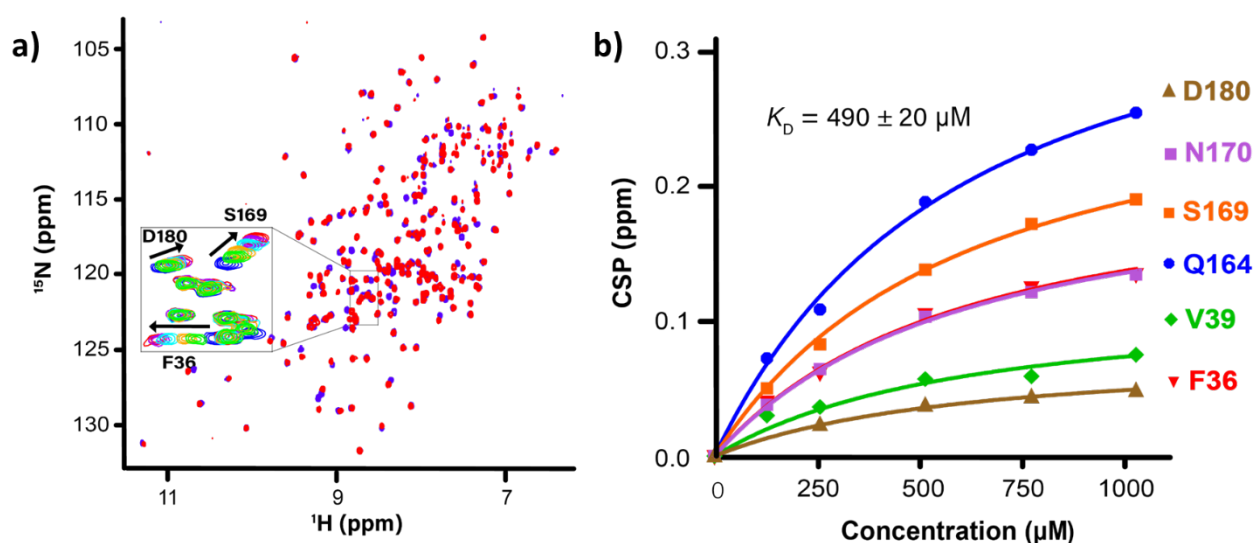 a)
105
110
115
120
125
130
¹⁵N (ppm)
D180
S169
F36
11
9
7
¹H (ppm)
b)
0.3
0.2
0.1
0.0
CSP (ppm)
K_D = 490 ± 20 µM
0
250
500
750
1000
Concentration (µM)
D180
N170
S169
Q164
V39
F36